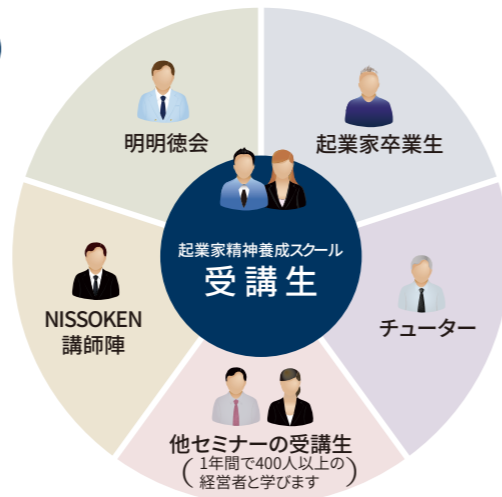 明明徳会
起業家卒業生
起業家精神養成スクール
受講生
NISSOKEN
講師陣
チューター
他セミナーの受講生
(1年間で400人以上の
経営者と学びます)